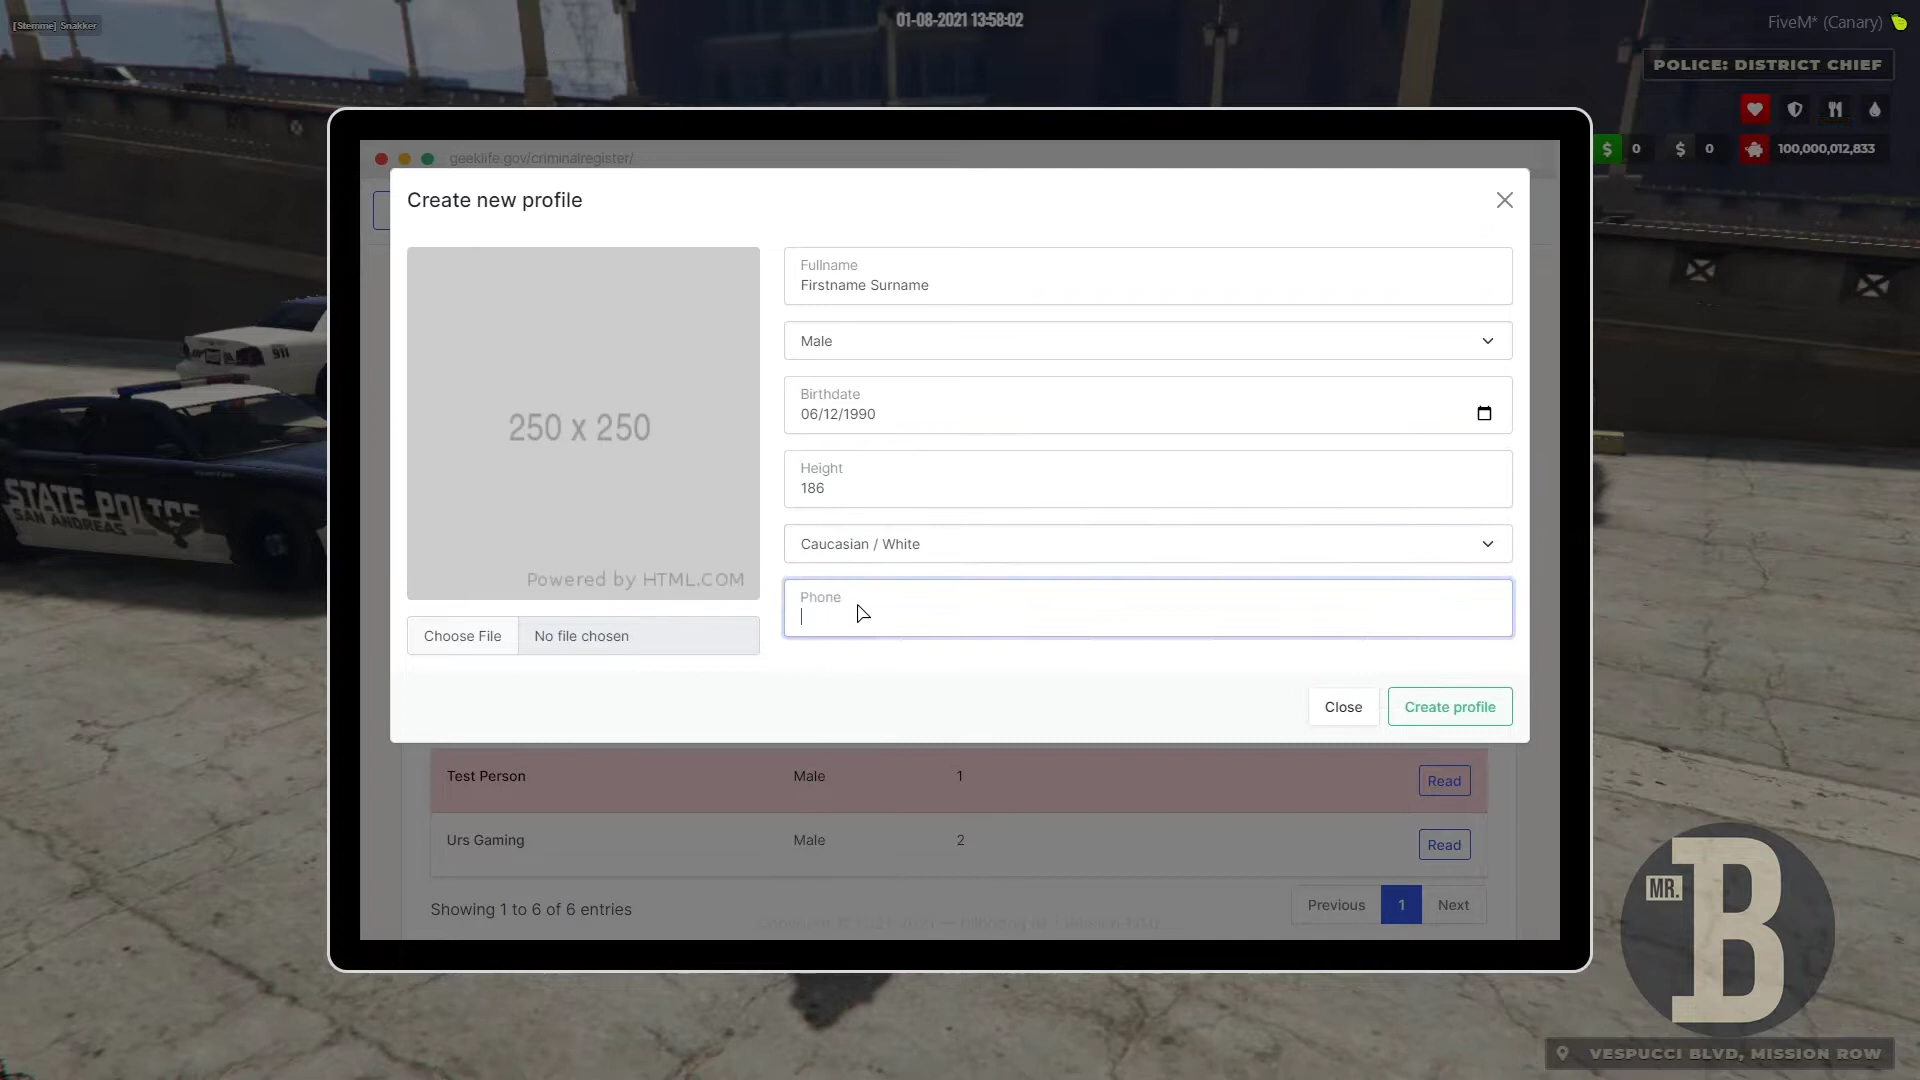 [Stemme] Snakker
01-08-2021 13:58:02
FiveM* (Canary)
POLICE: DISTRICT CHIEF
$ 0 $ 0 100,000,012,833
geeklife.gov/criminalregister/
Create new profile
250 x 250
Powered by HTML.COM
Choose File No file chosen
Fullname
Firstname Surname
Male
Birthdate
06/12/1990
Height
186
Caucasian / White
Phone
Close Create profile
Test Person Male 1 Read
Urs Gaming Male 2 Read
Showing 1 to 6 of 6 entries
Previous 1 Next
STATE POLICE
SAN ANDREAS
911
MR. B
VESPUCCI BLVD, MISSION ROW